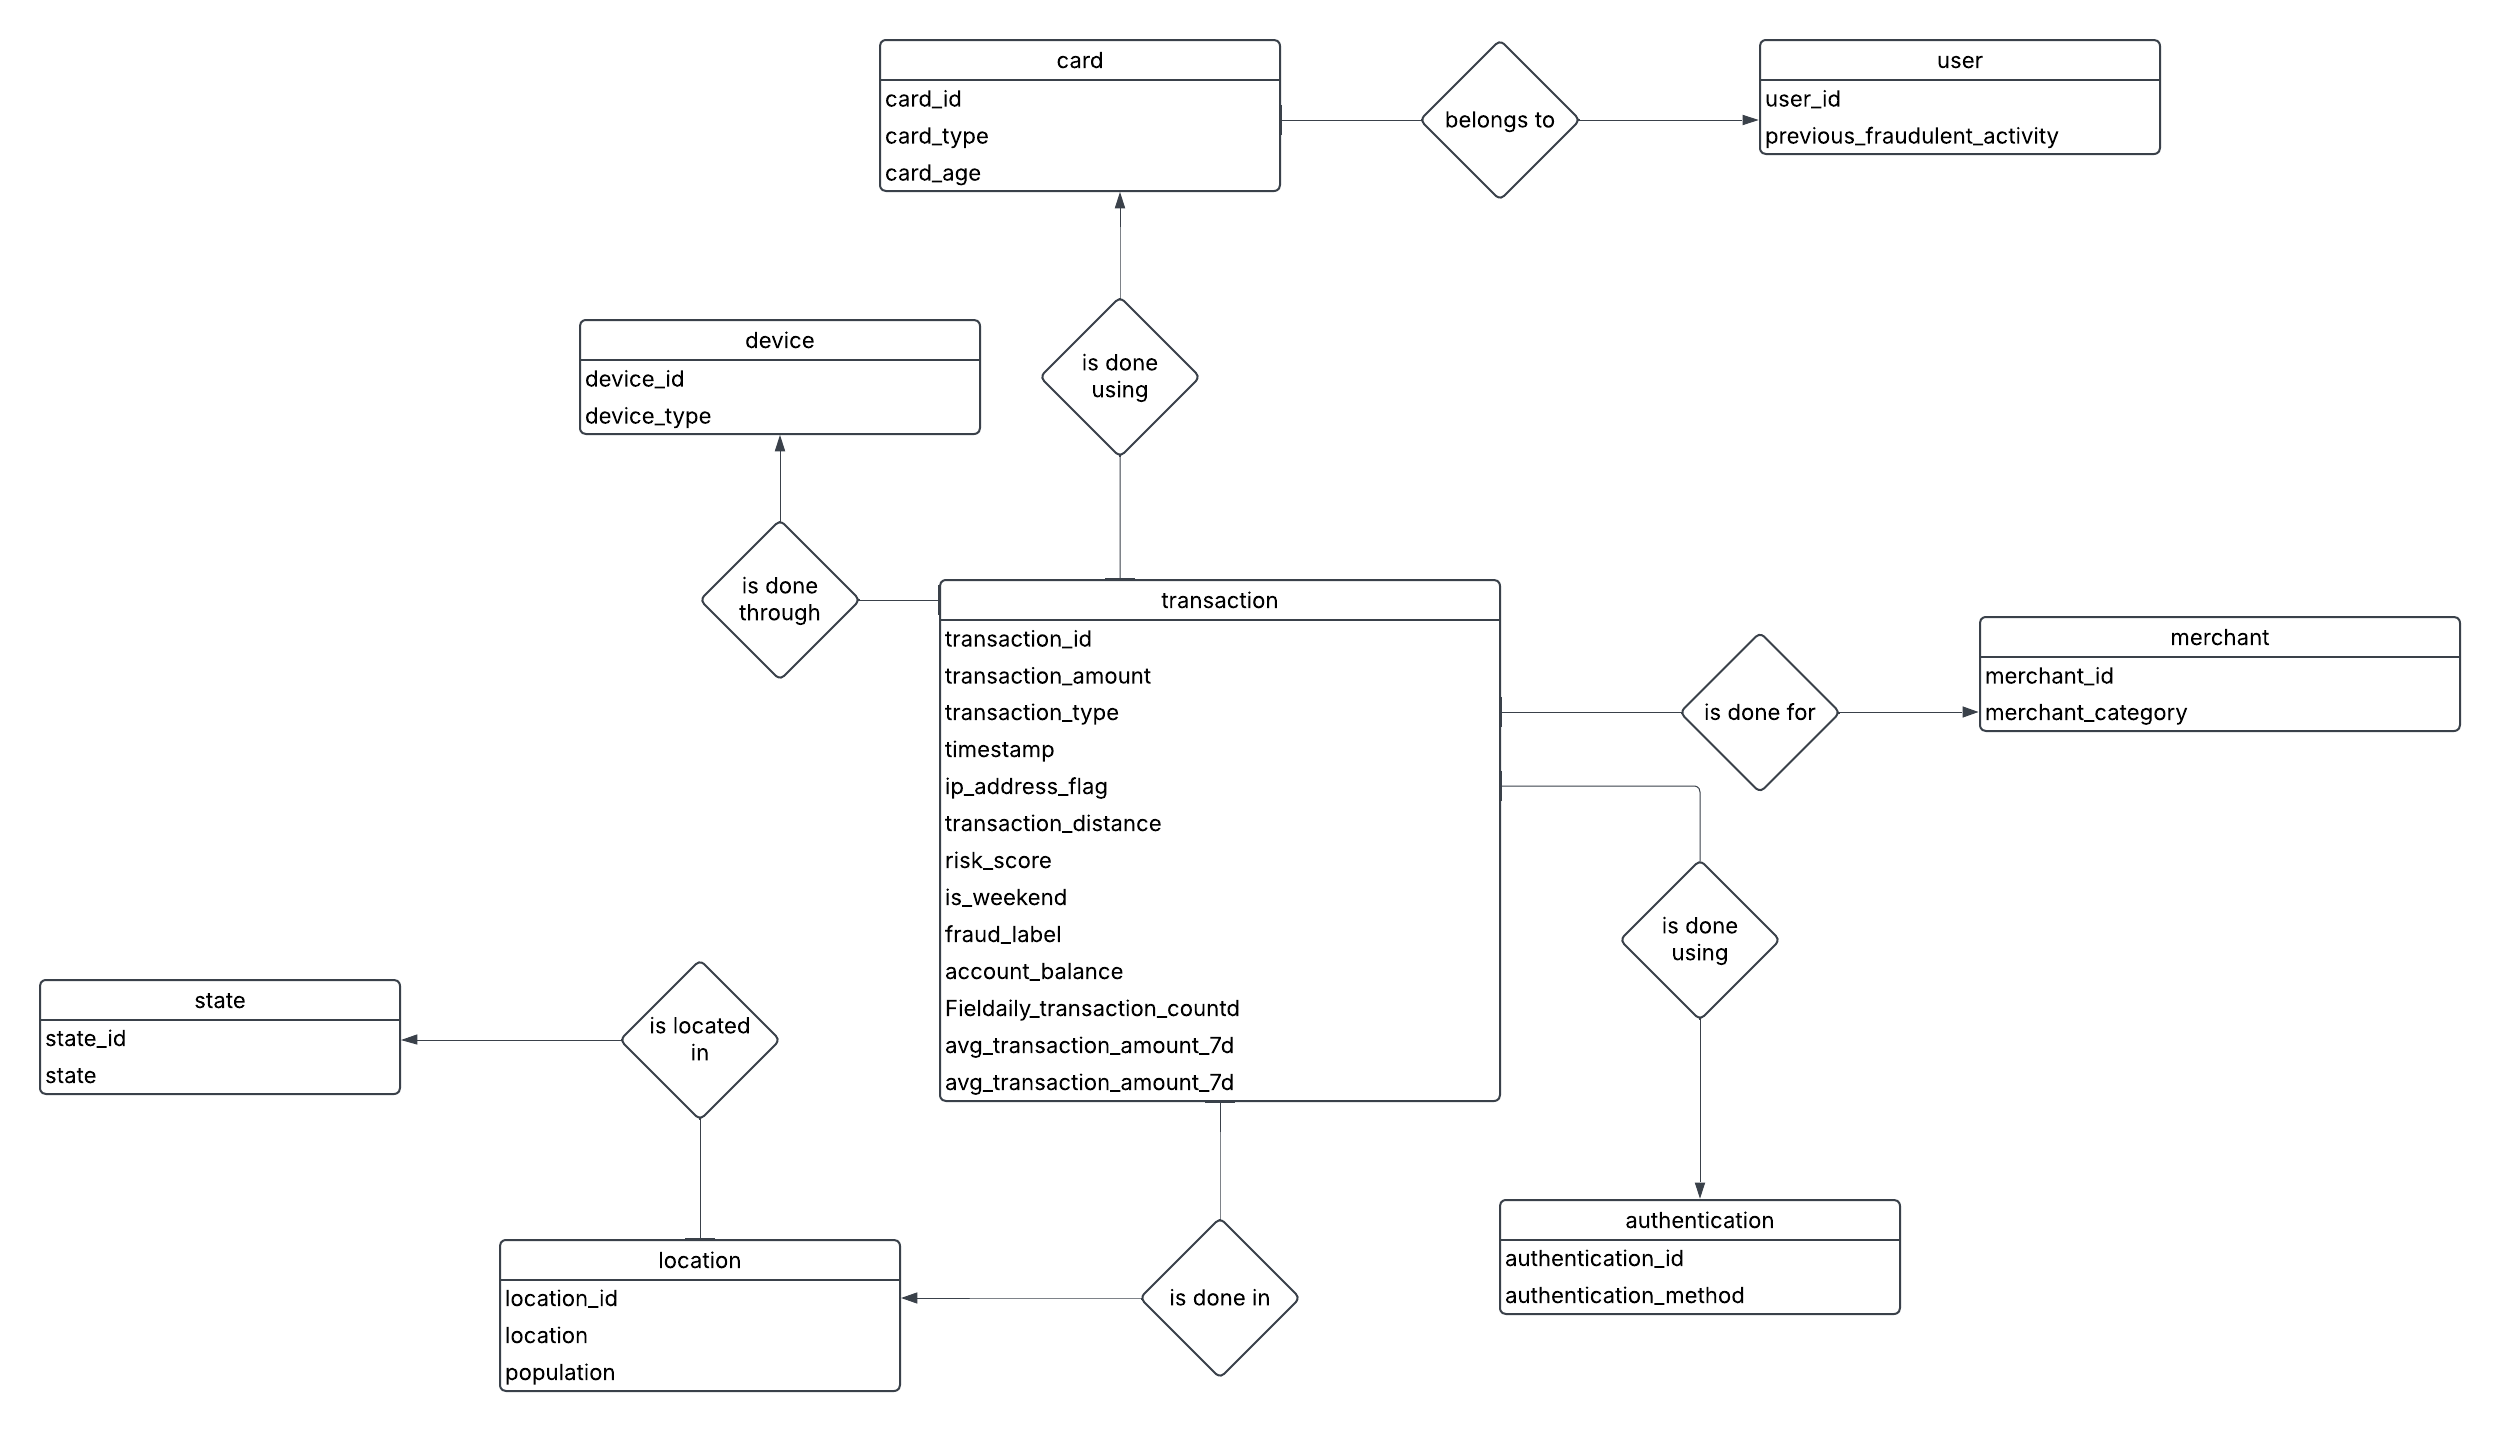 card
card_id
card_type
card_age
belongs to
user
user_id
previous_fraudulent_activity
device
device_id
device_type
is done
using
is done
through
transaction
transaction_id
transaction_amount
transaction_type
timestamp
ip_address_flag
transaction_distance
risk_score
is_weekend
fraud_label
account_balance
Fieldaily_transaction_countd
avg_transaction_amount_7d
avg_transaction_amount_7d
is done for
merchant
merchant_id
merchant_category
is done
using
state
state_id
state
is located
in
location
location_id
location
population
is done in
authentication
authentication_id
authentication_method